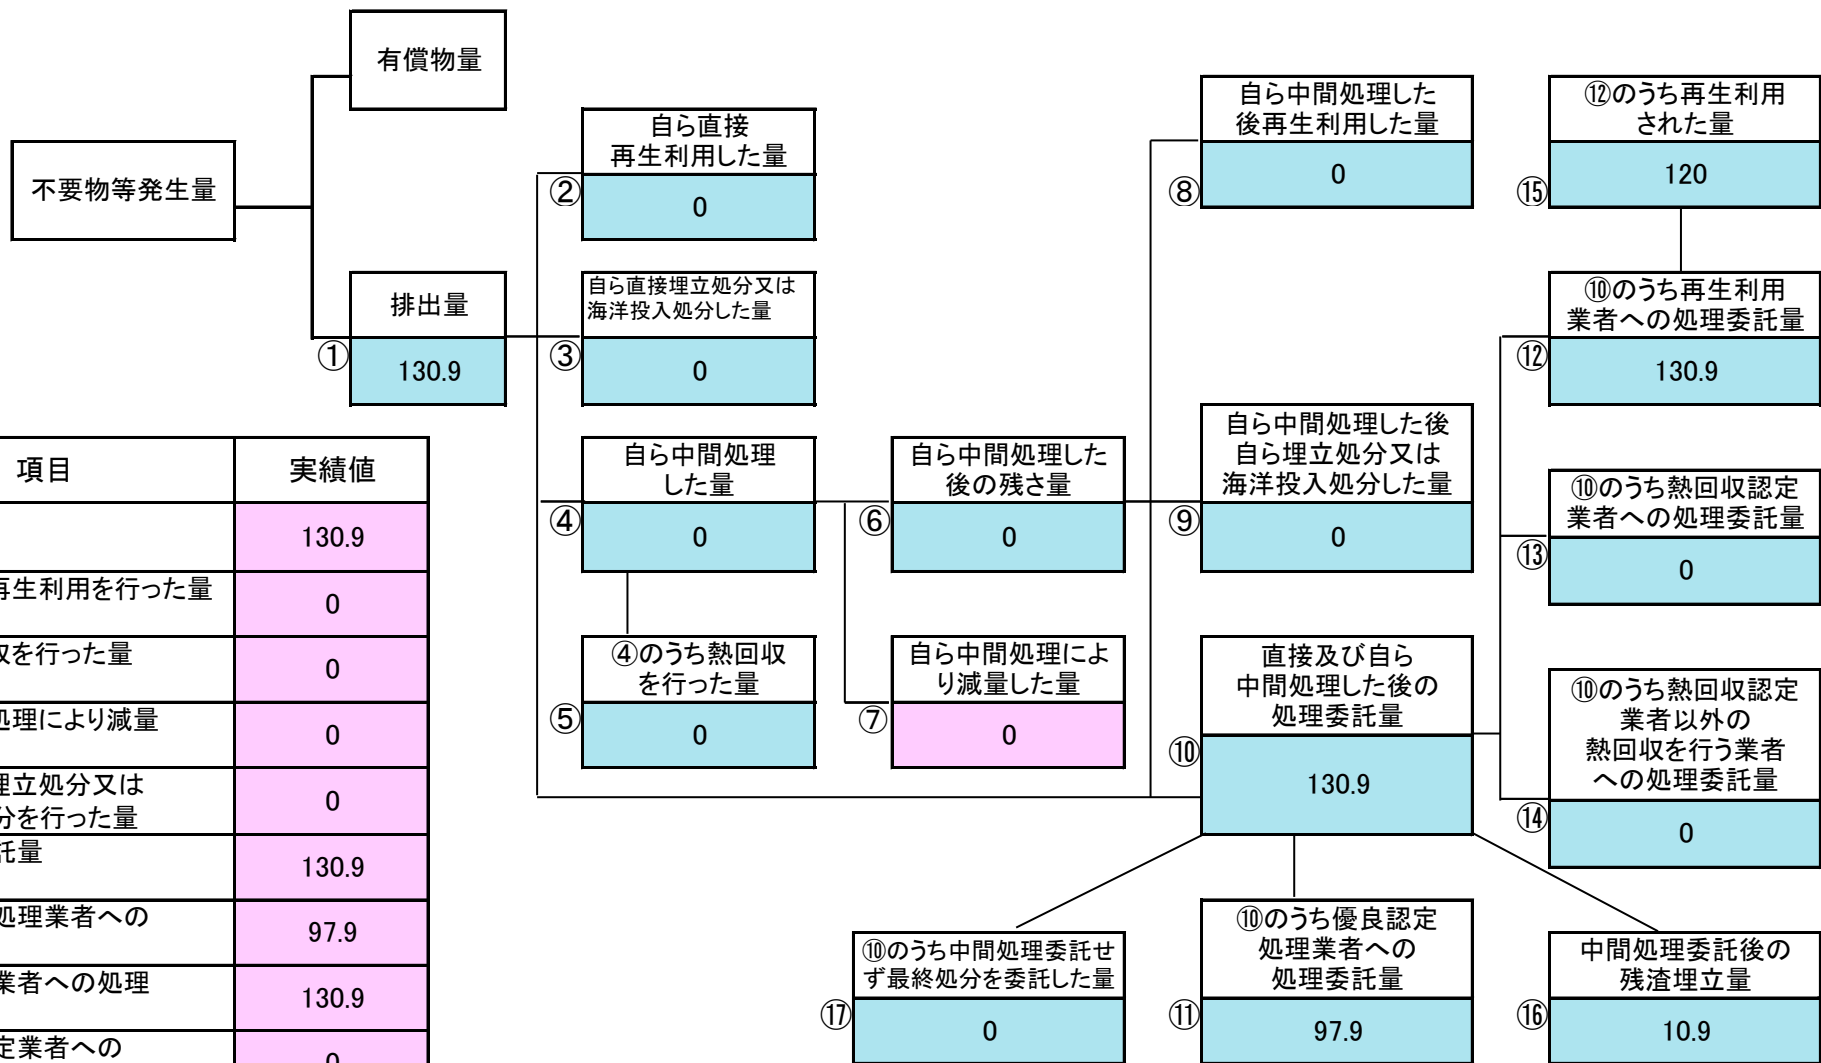 有償物量
不要物等発生量
排出量
①
130.9
自ら直接
再生利用した量
②
0
自ら直接埋立処分又は
海洋投入処分した量
③
0
自ら中間処理
した量
④
0
④のうち熱回収
を行った量
⑤
0
自ら中間処理した
後の残さ量
⑥
0
自ら中間処理によ
り減量した量
⑦
0
自ら中間処理した
後再生利用した量
⑧
0
自ら中間処理した後
自ら埋立処分又は
海洋投入処分した量
⑨
0
直接及び自ら
中間処理した後の
処理委託量
⑩
130.9
⑫のうち再生利用
された量
⑮
120
⑩のうち再生利用
業者への処理委託量
⑫
130.9
⑩のうち熱回収認定
業者への処理委託量
⑬
0
⑩のうち熱回収認定
業者以外の
熱回収を行う業者
への処理委託量
⑭
0
⑩のうち中間処理委託せ
ず最終処分を委託した量
⑰
0
⑩のうち優良認定
処理業者への
処理委託量
⑪
97.9
中間処理委託後の
残渣埋立量
⑯
10.9
項目 実績値
130.9
再生利用を行った量 0
を行った量 0
処理により減量 0
埋立処分又は
を行った量 0
託量 130.9
処理業者への 97.9
業者への処理 130.9
定業者への 0